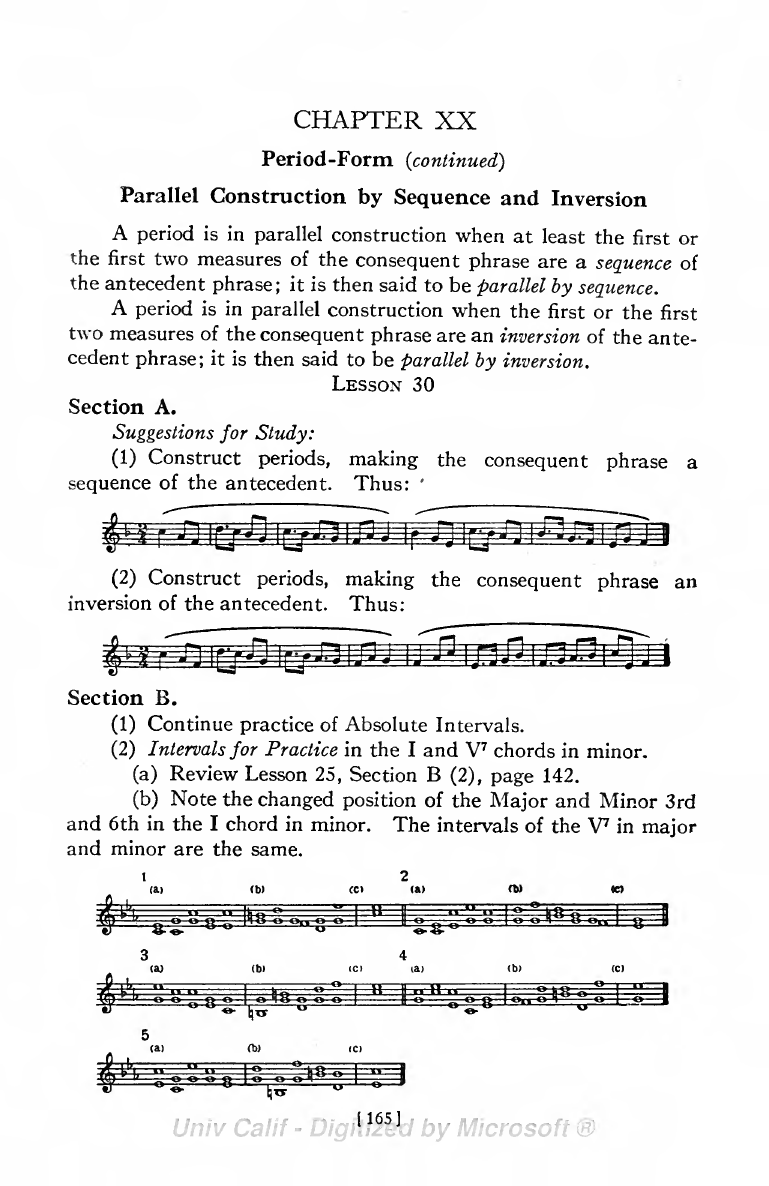 CHAPTER XX
Period-Form (continued)
Parallel Construction by Sequence and Inversion
A period is in parallel construction when at least the first or
the first two measures of the consequent phrase are a sequence of
the antecedent phrase; it is then said to be parallel by sequence.
A period is in parallel construction when the first or the first
two measures of the consequent phrase are an inversion of the ante-
cedent phrase; it is then said to be parallel by inversion.
LESSON 30
Section A.
Suggestions for Study:
(1) Construct periods, making the consequent phrase a
sequence of the antecedent. Thus:
(2) Construct periods, making the consequent phrase an
inversion of the antecedent. Thus:
Section B.
(1) Continue practice of Absolute Intervals.
(2) Intervals for Practice in the I and V⁷ chords in minor.
(a) Review Lesson 25, Section B (2), page 142.
(b) Note the changed position of the Major and Minor 3rd
and 6th in the I chord in minor. The intervals of the V⁷ in major
and minor are the same.
1 2
(a) (b) (c) (a) (b) (c)
3 4
(a) (b) (c) (a) (b) (c)
5
(a) (b) (c)
[165]
Univ Calif - Digitized by Microsoft ®